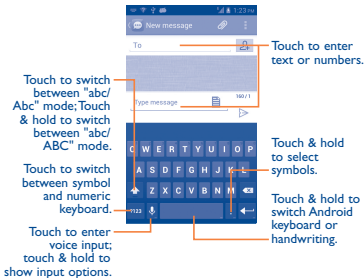 1:23 PM
New message
To
Touch to enter
text or numbers.
160 / 1
Type message
Touch to switch
between "abc/
Abc" mode; Touch
& hold to switch
between "abc/
ABC" mode.
Q W E R T Y U I O P
A S D F G H J K L
Z X C V B N M
?123
Touch & hold
to select
symbols.
Touch to switch
between symbol
and numeric
keyboard.
Touch & hold to
switch Android
keyboard or
handwriting.
Touch to enter
voice input;
touch & hold to
show input options.